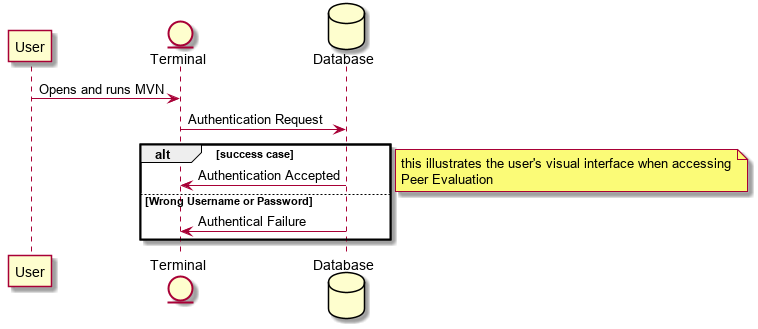 User
Terminal
Database
Opens and runs MVN
Authentication Request
alt [success case]
this illustrates the user's visual interface when accessing
Peer Evaluation
Authentication Accepted
[Wrong Username or Password]
Authentical Failure
User
Terminal
Database